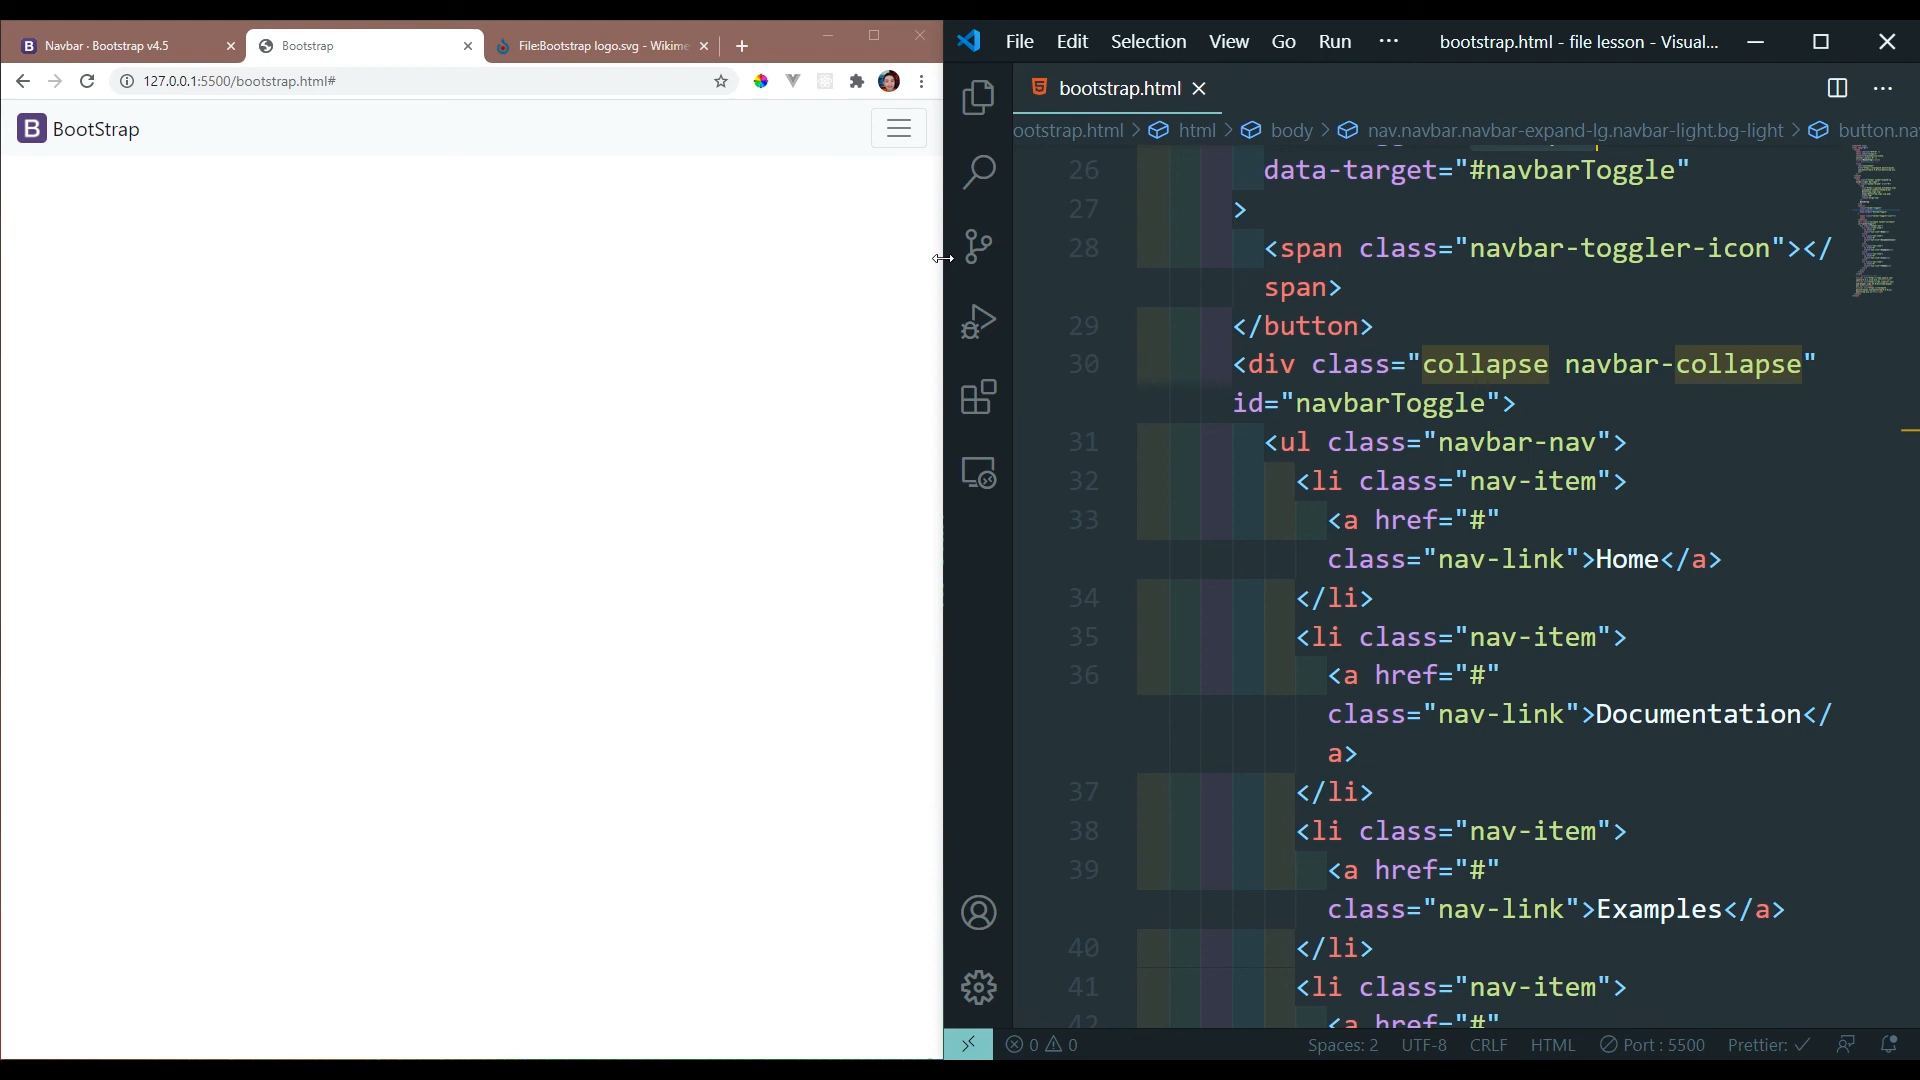 Navbar · Bootstrap v4.5
Bootstrap
File:Bootstrap logo.svg - Wikime
127.0.0.1:5500/bootstrap.html#
B BootStrap
File Edit Selection View Go Run ··· bootstrap.html - file lesson - Visual...
bootstrap.html
ootstrap.html > html > body > nav.navbar.navbar-expand-lg.navbar-light.bg-light > button.na
26 data-target="#navbarToggle"
27 >
28 <span class="navbar-toggler-icon"></
span>
29 </button>
30 <div class="collapse navbar-collapse"
id="navbarToggle">
31 <ul class="navbar-nav">
32 <li class="nav-item">
33 <a href="#"
class="nav-link">Home</a>
34 </li>
35 <li class="nav-item">
36 <a href="#"
class="nav-link">Documentation</
a>
37 </li>
38 <li class="nav-item">
39 <a href="#"
class="nav-link">Examples</a>
40 </li>
41 <li class="nav-item">
42 <a href="#"
0 0 Spaces: 2 UTF-8 CRLF HTML Port : 5500 Prettier: ✓